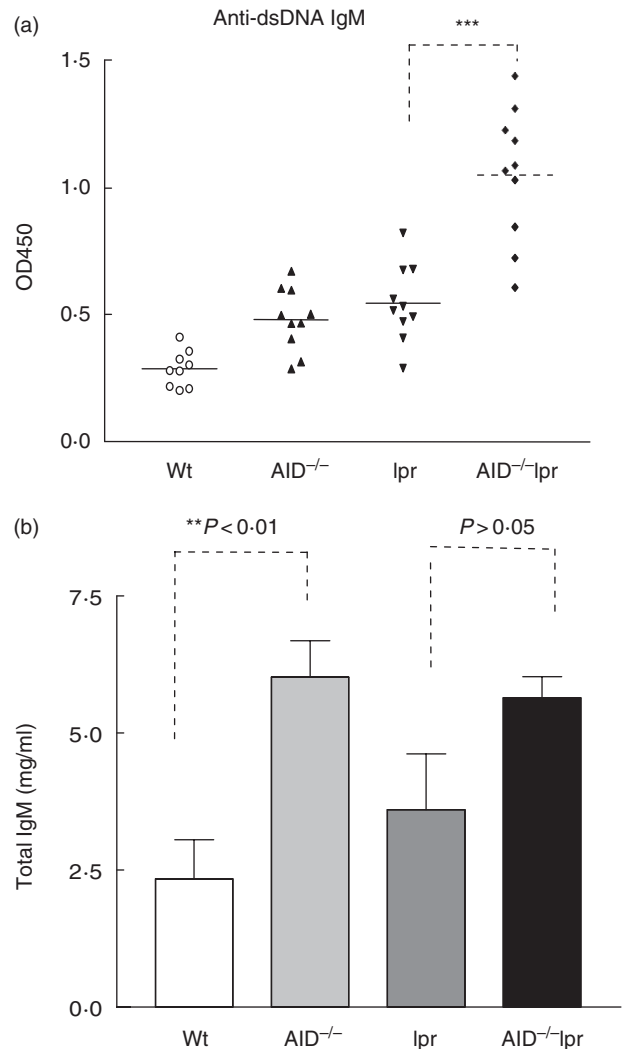 (a) Anti-dsDNA IgM
***
1·5
1·0
0·5
0·0
OD450
Wt AID–/– lpr AID–/–lpr
(b)
**P < 0·01 P > 0·05
7·5
5·0
2·5
0·0
Total IgM (mg/ml)
Wt AID–/– lpr AID–/–lpr